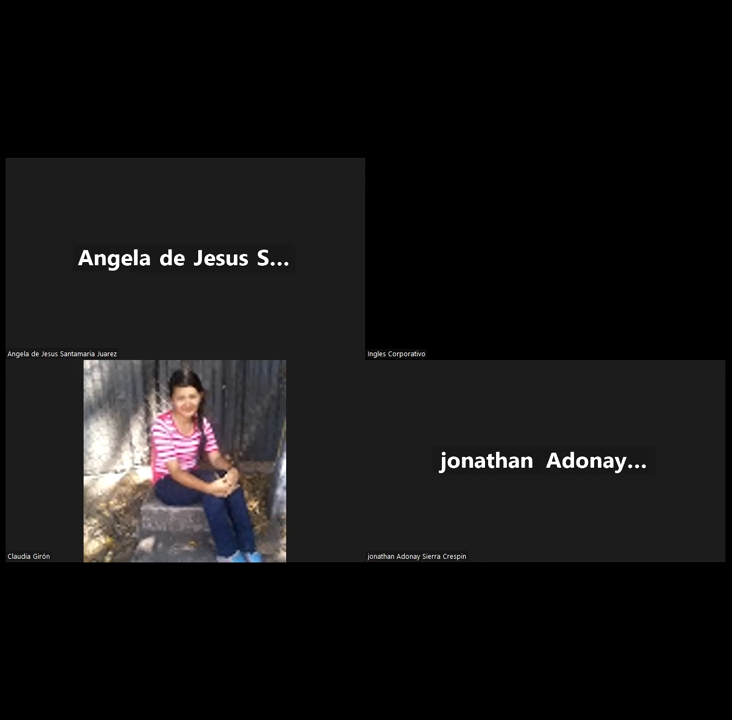 Angela de Jesus S...
Angela de Jesus Santamaria Juarez
Ingles Corporativo
jonathan Adonay...
Claudia Girón
jonathan Adonay Sierra Crespin